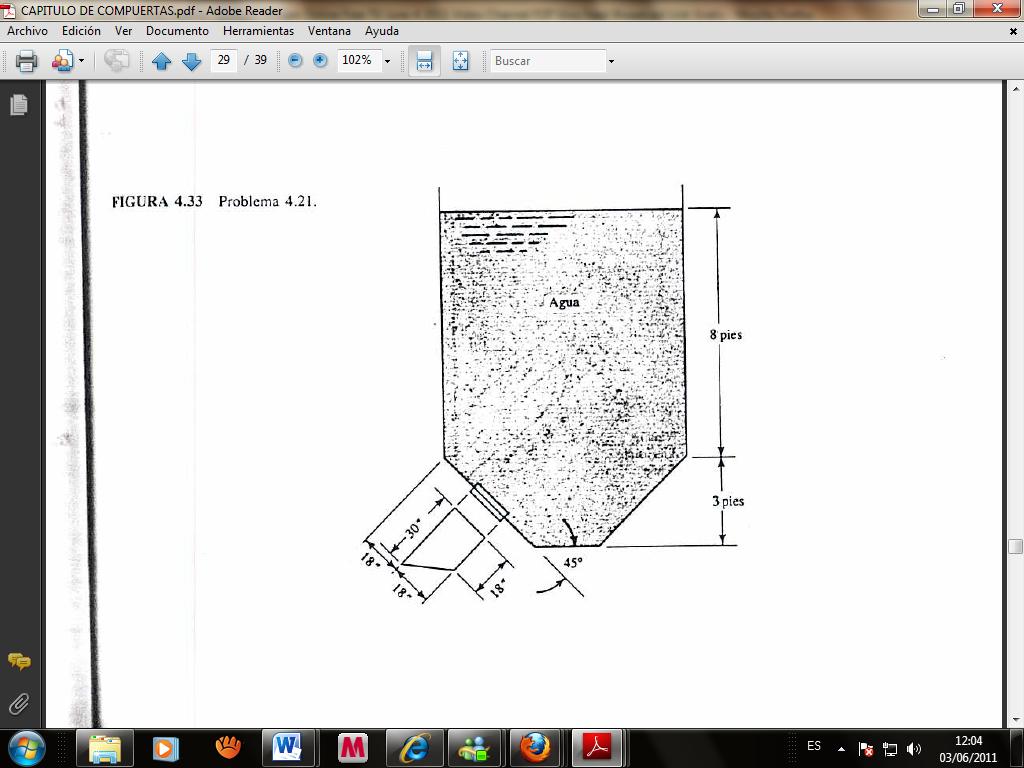 CAPITULO DE COMPUERTAS.pdf - Adobe Reader
Archivo Edición Ver Documento Herramientas Ventana Ayuda
29 / 39 102% Buscar
FIGURA 4.33 Problema 4.21.
Agua
8 pies
3 pies
30"
18"
18"
18"
45°
ES 12:04
03/06/2011